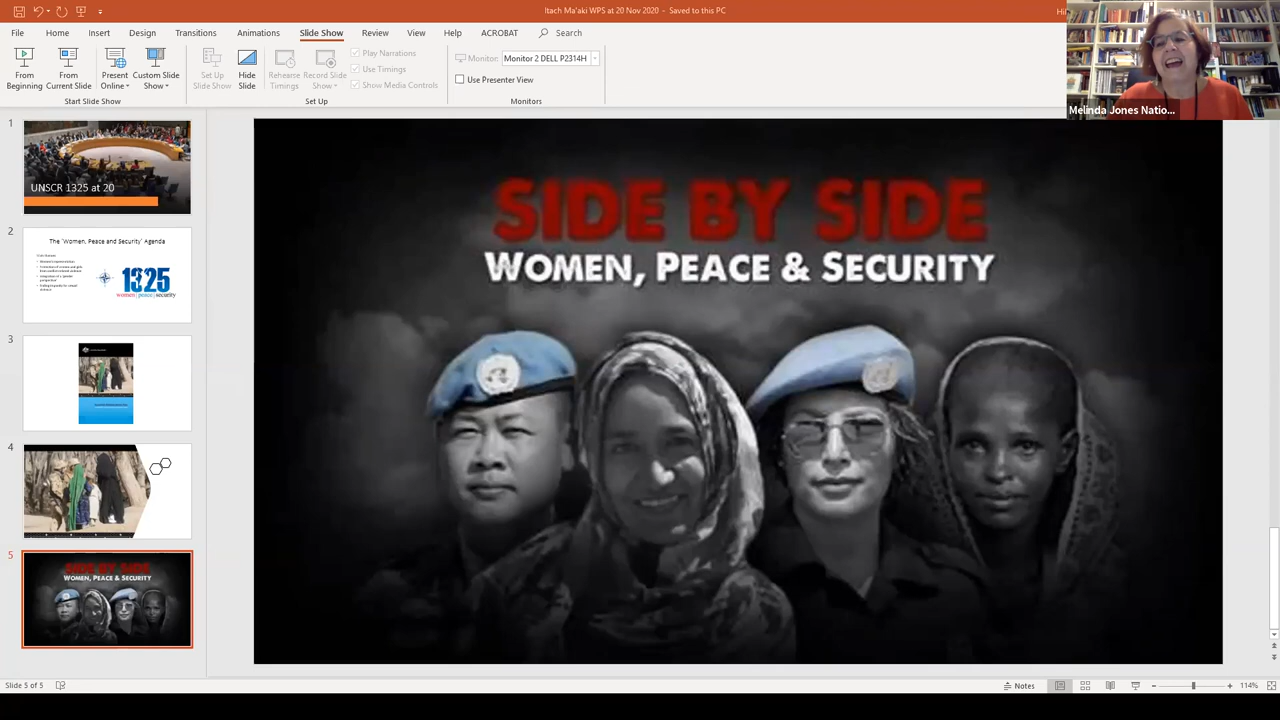 Itach Ma'aki WPS at 20 Nov 2020 - Saved to this PC
File Home Insert Design Transitions Animations Slide Show Review View Help ACROBAT Search
From Beginning
From Current Slide
Present Online
Custom Slide Show
Set Up Slide Show
Hide Slide
Rehearse Timings
Record Slide Show
Play Narrations
Use Timings
Show Media Controls
Monitor: Monitor 2 DELL P2314H
Use Presenter View
Start Slide Show Set Up Monitors
Melinda Jones Natio...
1
UNSCR 1325 at 20
2
The 'Women, Peace and Security' Agenda
1325
women | peace | security
3
4
5
SIDE BY SIDE
WOMEN, PEACE & SECURITY
SIDE BY SIDE
WOMEN, PEACE & SECURITY
Slide 5 of 5
Notes
114%